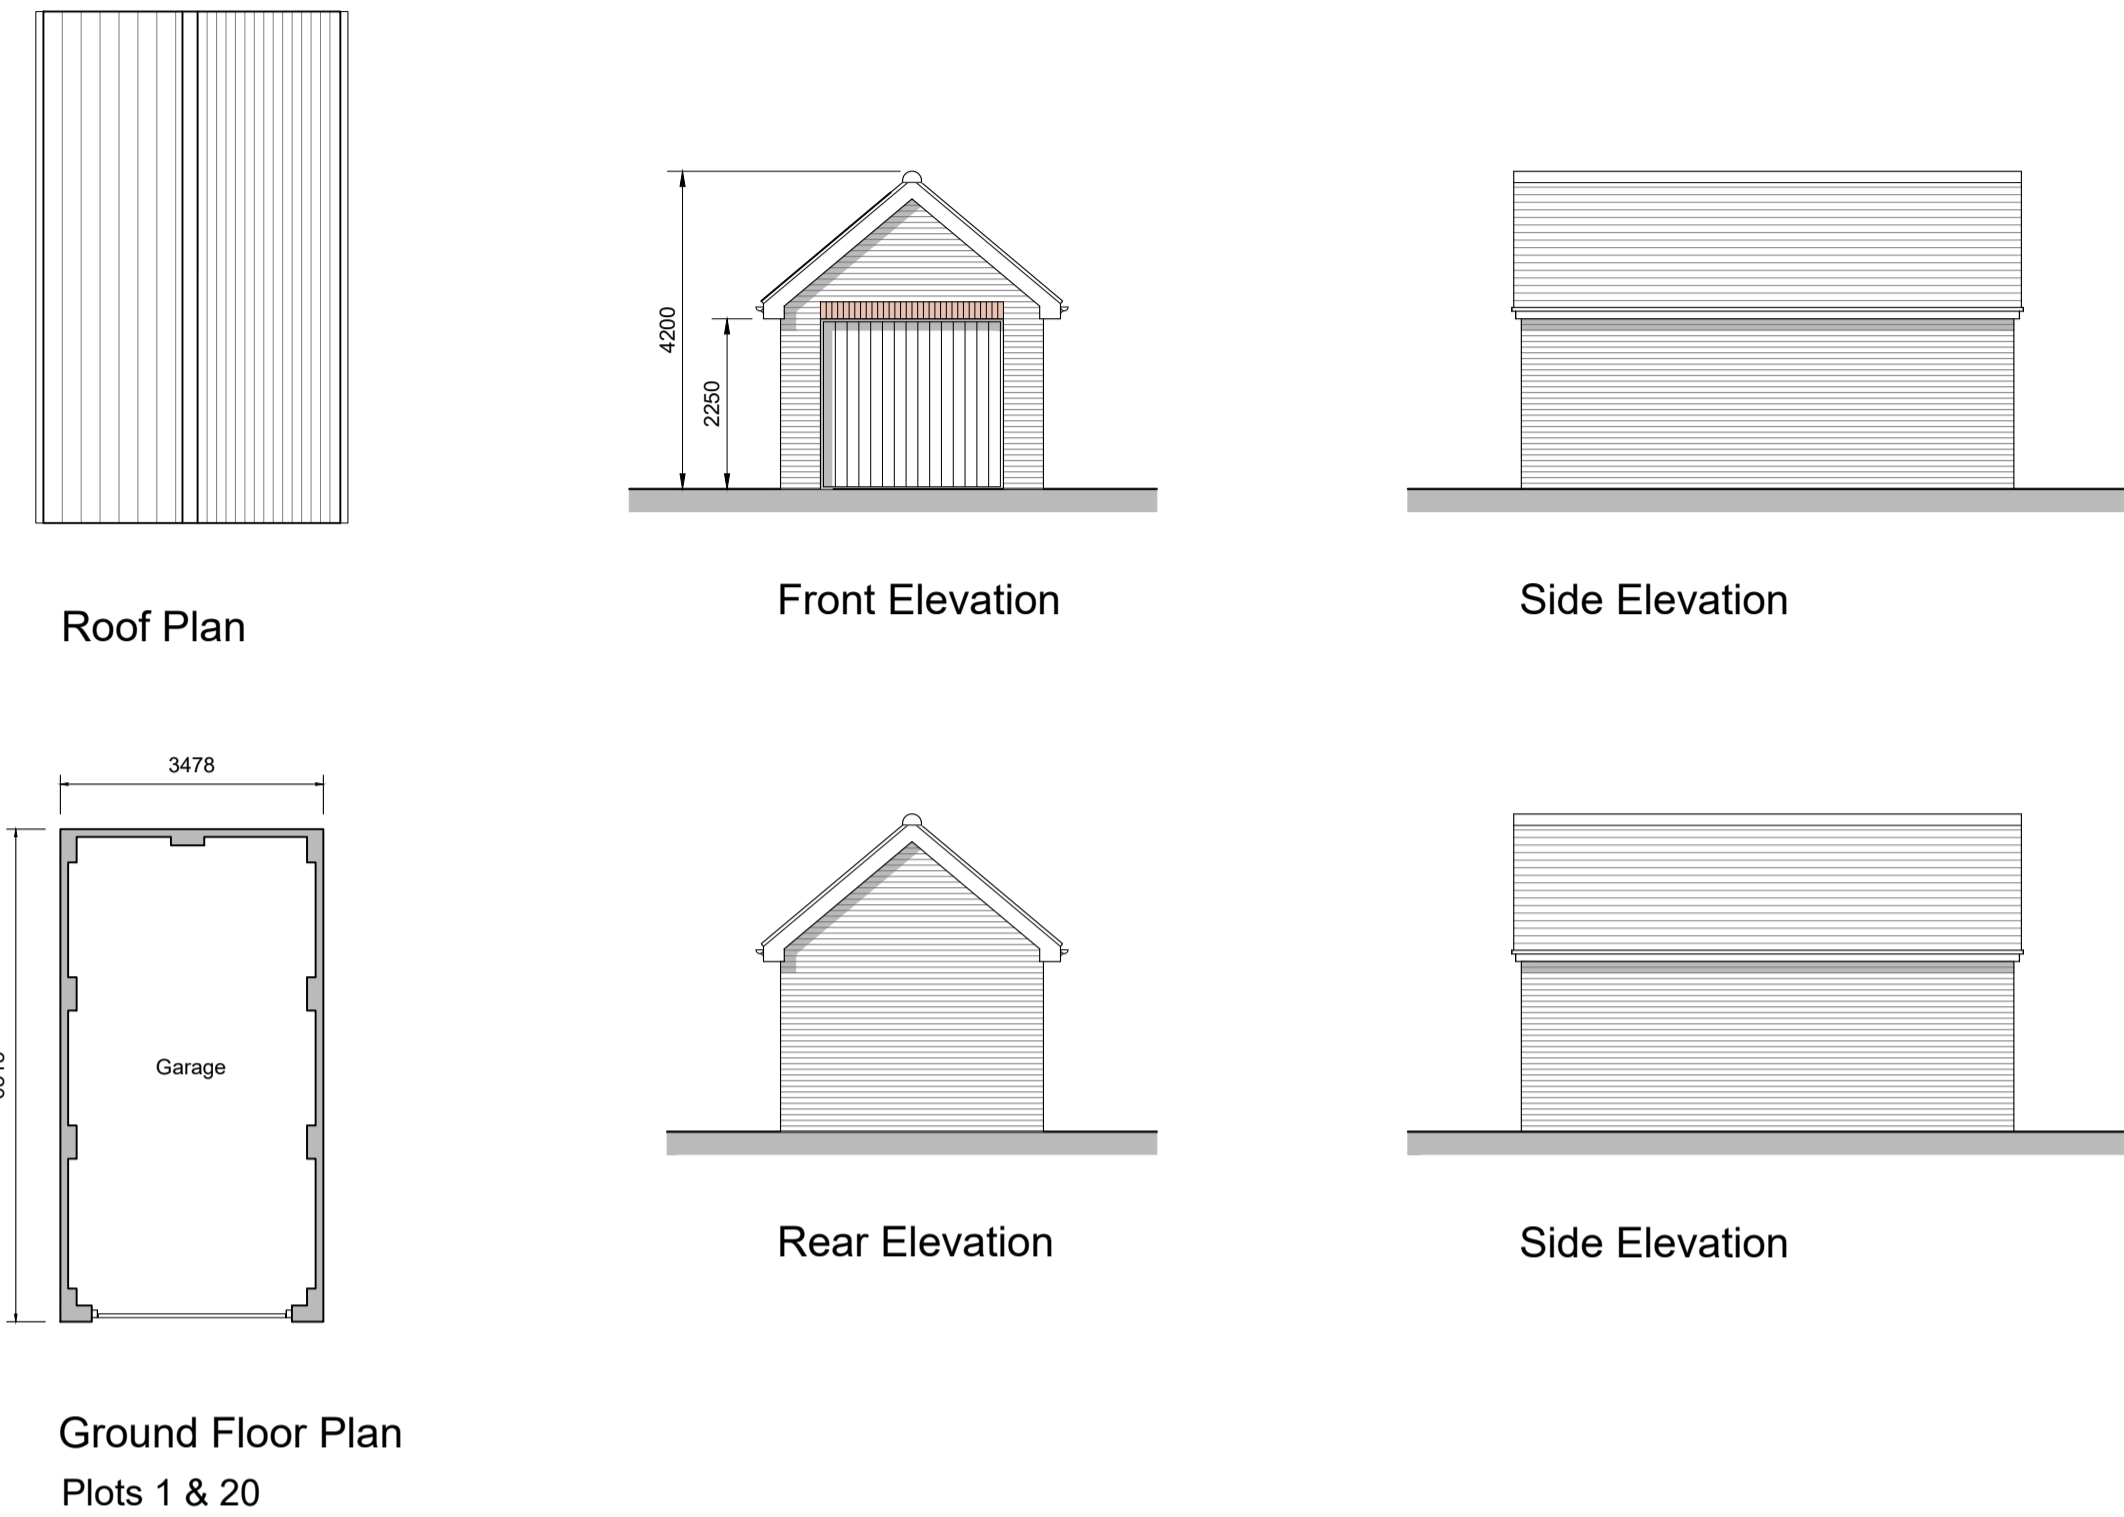 4200
2250
Front Elevation
Side Elevation
Roof Plan
3478
Garage
Rear Elevation
Side Elevation
Ground Floor Plan
Plots 1 & 20